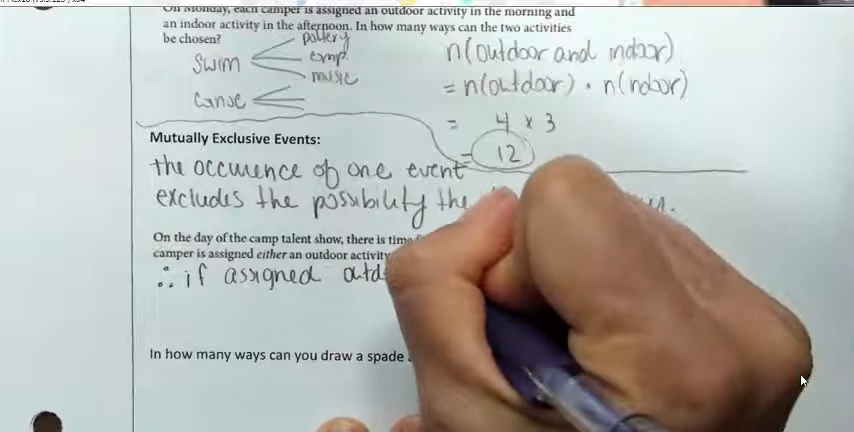 On Monday, each camper is assigned an outdoor activity in the morning and
an indoor activity in the afternoon. In how many ways can the two activities
be chosen?
pottery
swim
comp
music
canoe
n(outdoor and indoor)
= n(outdoor) · n(indoor)
= 4 x 3
= 12
Mutually Exclusive Events:
the occurence of one event
excludes the possibility the
On the day of the camp talent show, there is time
camper is assigned either an outdoor activity
∴ if assigned outd
In how many ways can you draw a spade